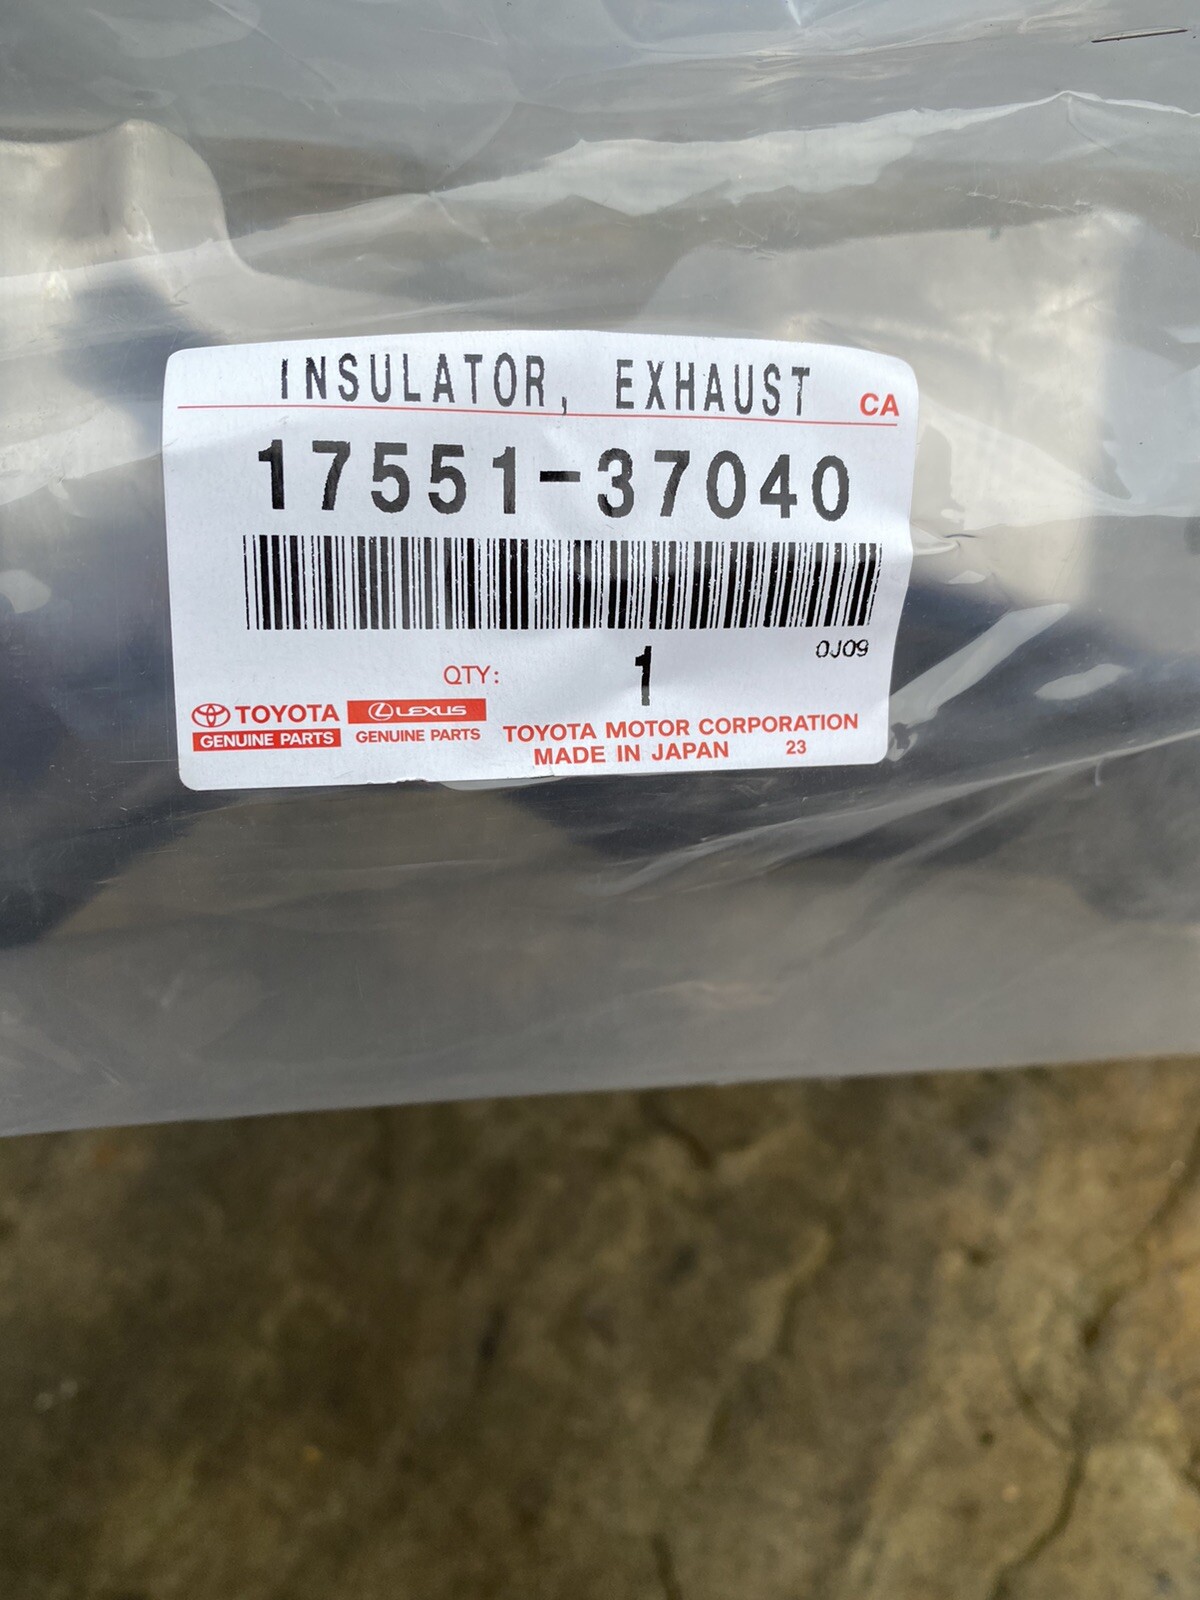 INSULATOR, EXHAUST CA
17551-37040
0J09
QTY: 1
TOYOTA
GENUINE PARTS
LEXUS
GENUINE PARTS
TOYOTA MOTOR CORPORATION
MADE IN JAPAN 23